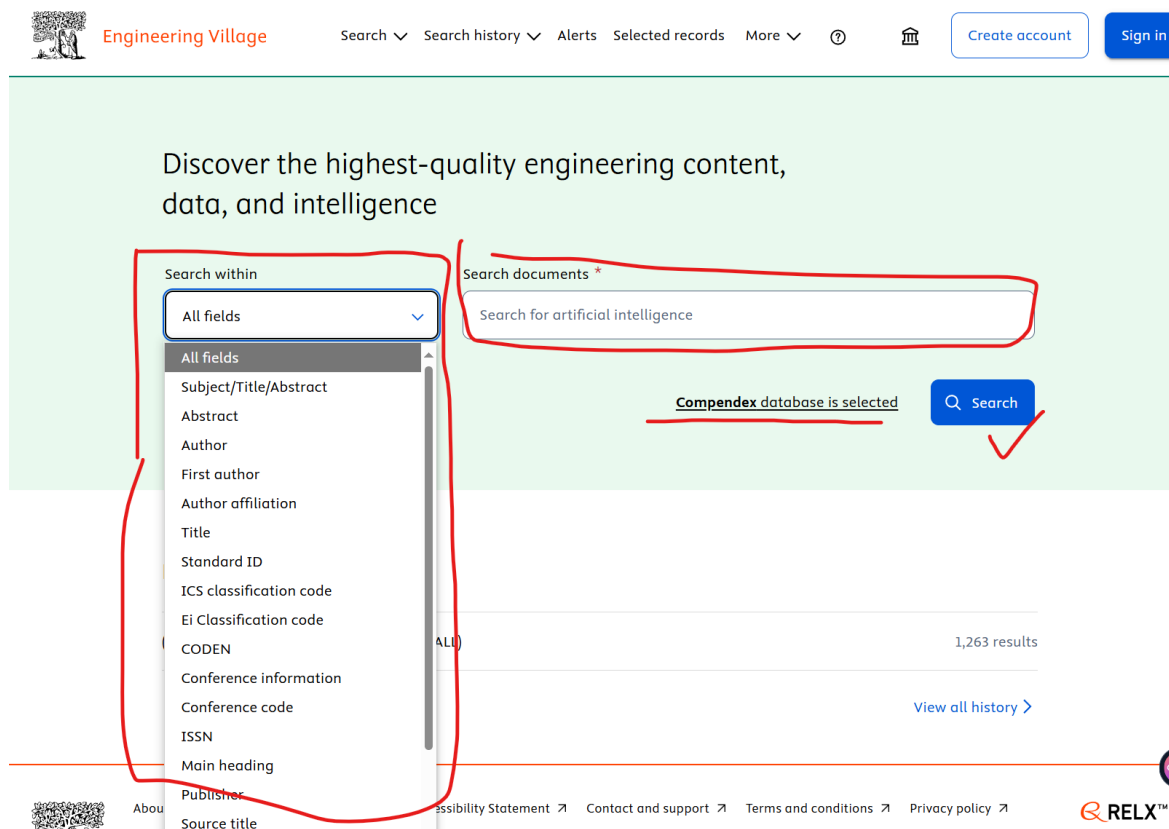 Engineering Village Search Search history Alerts Selected records More ? Create account Sign in
Discover the highest-quality engineering content,
data, and intelligence
Search within Search documents *
All fields Search for artificial intelligence
All fields
Subject/Title/Abstract
Abstract
Compendex database is selected Search
Author
First author
Author affiliation
Title
Standard ID
ICS classification code
Ei Classification code
CODEN
ALL) 1,263 results
Conference information
Conference code
View all history
ISSN
Main heading
Publisher
Abou essibility Statement Contact and support Terms and conditions Privacy policy RELX™
Source title